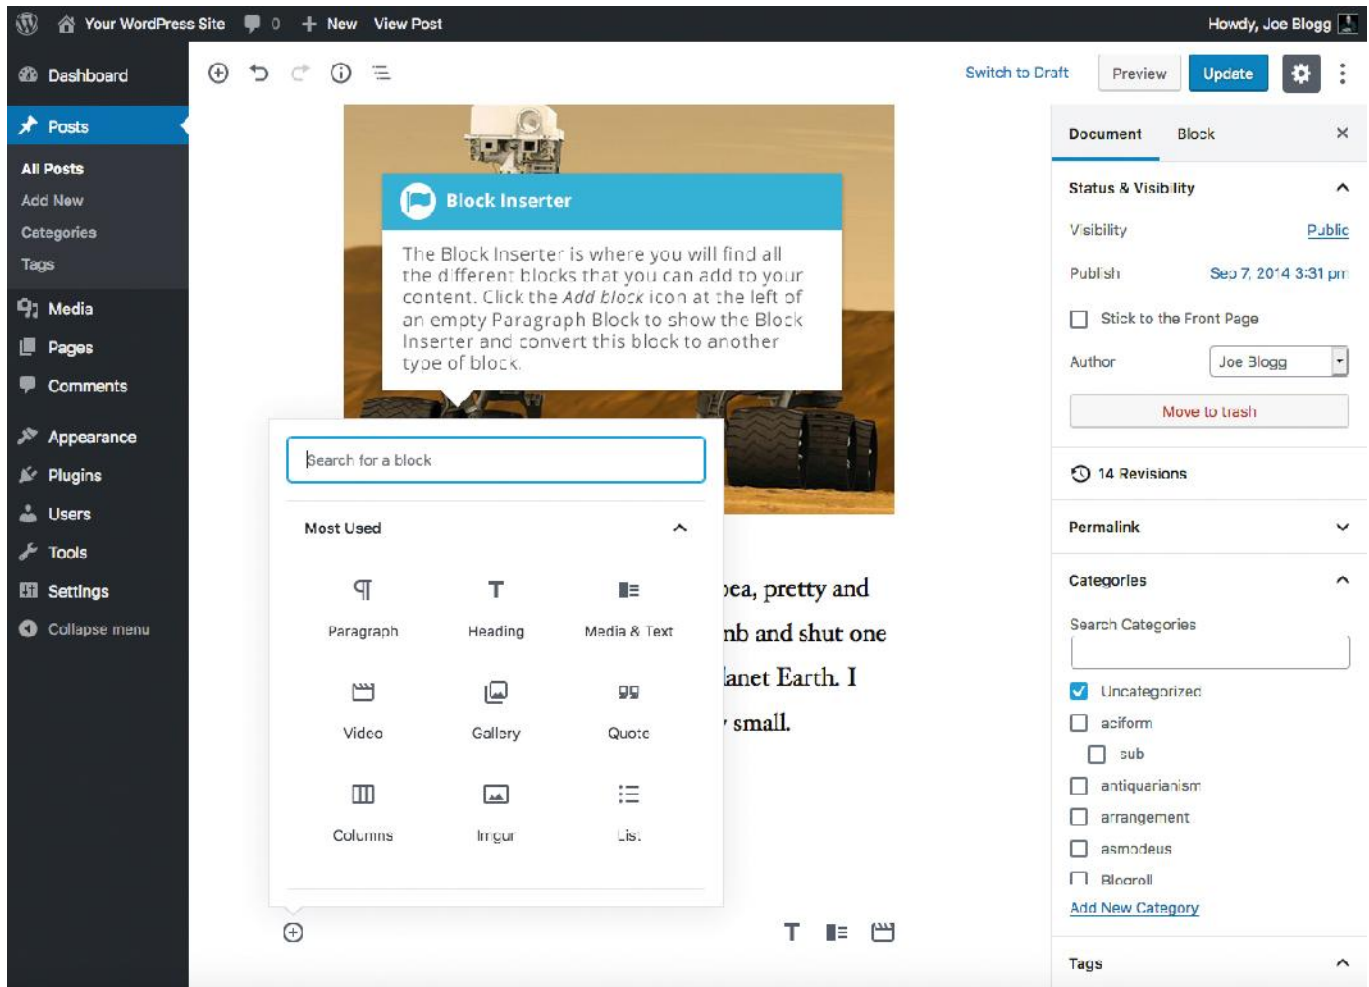 Your WordPress Site 0 New View Post Howdy, Joe Blogg
Dashboard
Posts
All Posts
Add New
Categories
Tags
Media
Pages
Comments
Appearance
Plugins
Users
Tools
Settings
Collapse menu
Switch to Draft Preview Update
Block Inserter
The Block Inserter is where you will find all
the different blocks that you can add to your
content. Click the Add block icon at the left of
an empty Paragraph Block to show the Block
Inserter and convert this block to another
type of block.
Search for a block
Most Used
Paragraph Heading Media & Text
Video Gallery Quote
Columns Imgur List
pretty and
and shut one
Earth. I
small.
Document Block
Status & Visibility
Visibility Public
Publish Sep 7, 2014 3:31 pm
Stick to the Front Page
Author Joe Blogg
Move to trash
14 Revisions
Permalink
Categories
Search Categories
Uncategorized
aciform
sub
antiquarianism
arrangement
asmodeus
Blogroll
Add New Category
Tags